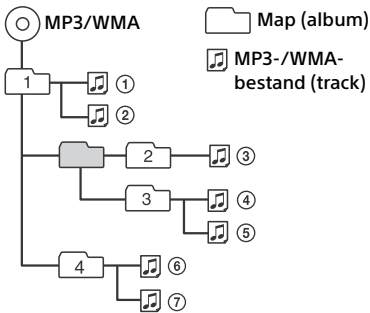 MP3/WMA
Map (album)
MP3-/WMA-
bestand (track)
1
①
②
2
③
3
④
⑤
4
⑥
⑦